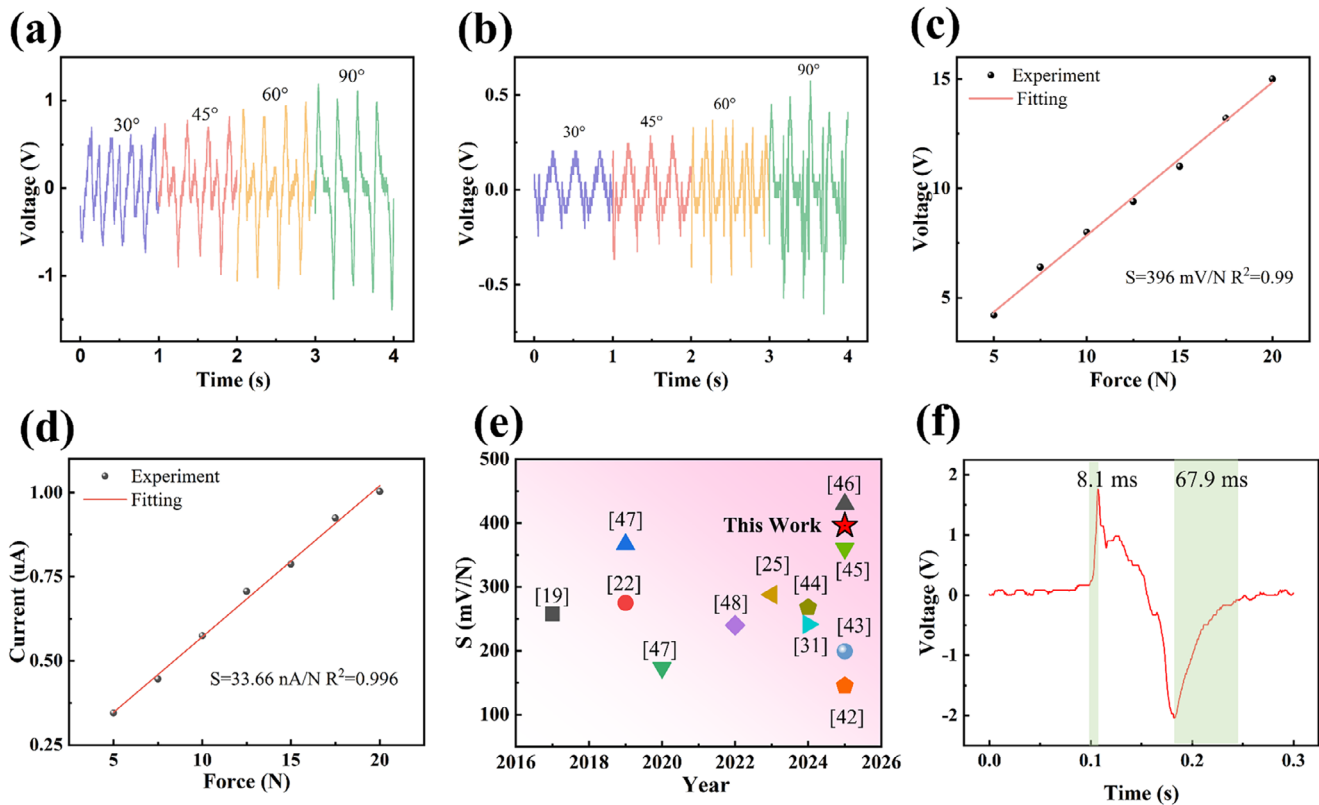 (a)
Voltage (V)
1
0
-1
30°
45°
60°
90°
0
1
2
3
4
Time (s)
(b)
Voltage (V)
0.5
0.0
-0.5
30°
45°
60°
90°
0
1
2
3
4
Time (s)
(c)
Voltage (V)
15
10
5
Experiment
Fitting
S=396 mV/N R²=0.99
5
10
15
20
Force (N)
(d)
Current (uA)
1.00
0.75
0.50
0.25
Experiment
Fitting
S=33.66 nA/N R²=0.996
5
10
15
20
Force (N)
(e)
S (mV/N)
500
400
300
200
100
[46]
This Work
[47]
[45]
[25]
[44]
[19]
[22]
[48]
[31]
[43]
[47]
[42]
2016
2018
2020
2022
2024
2026
Year
(f)
Voltage (V)
2
1
0
-1
-2
8.1 ms
67.9 ms
0.0
0.1
0.2
0.3
Time (s)